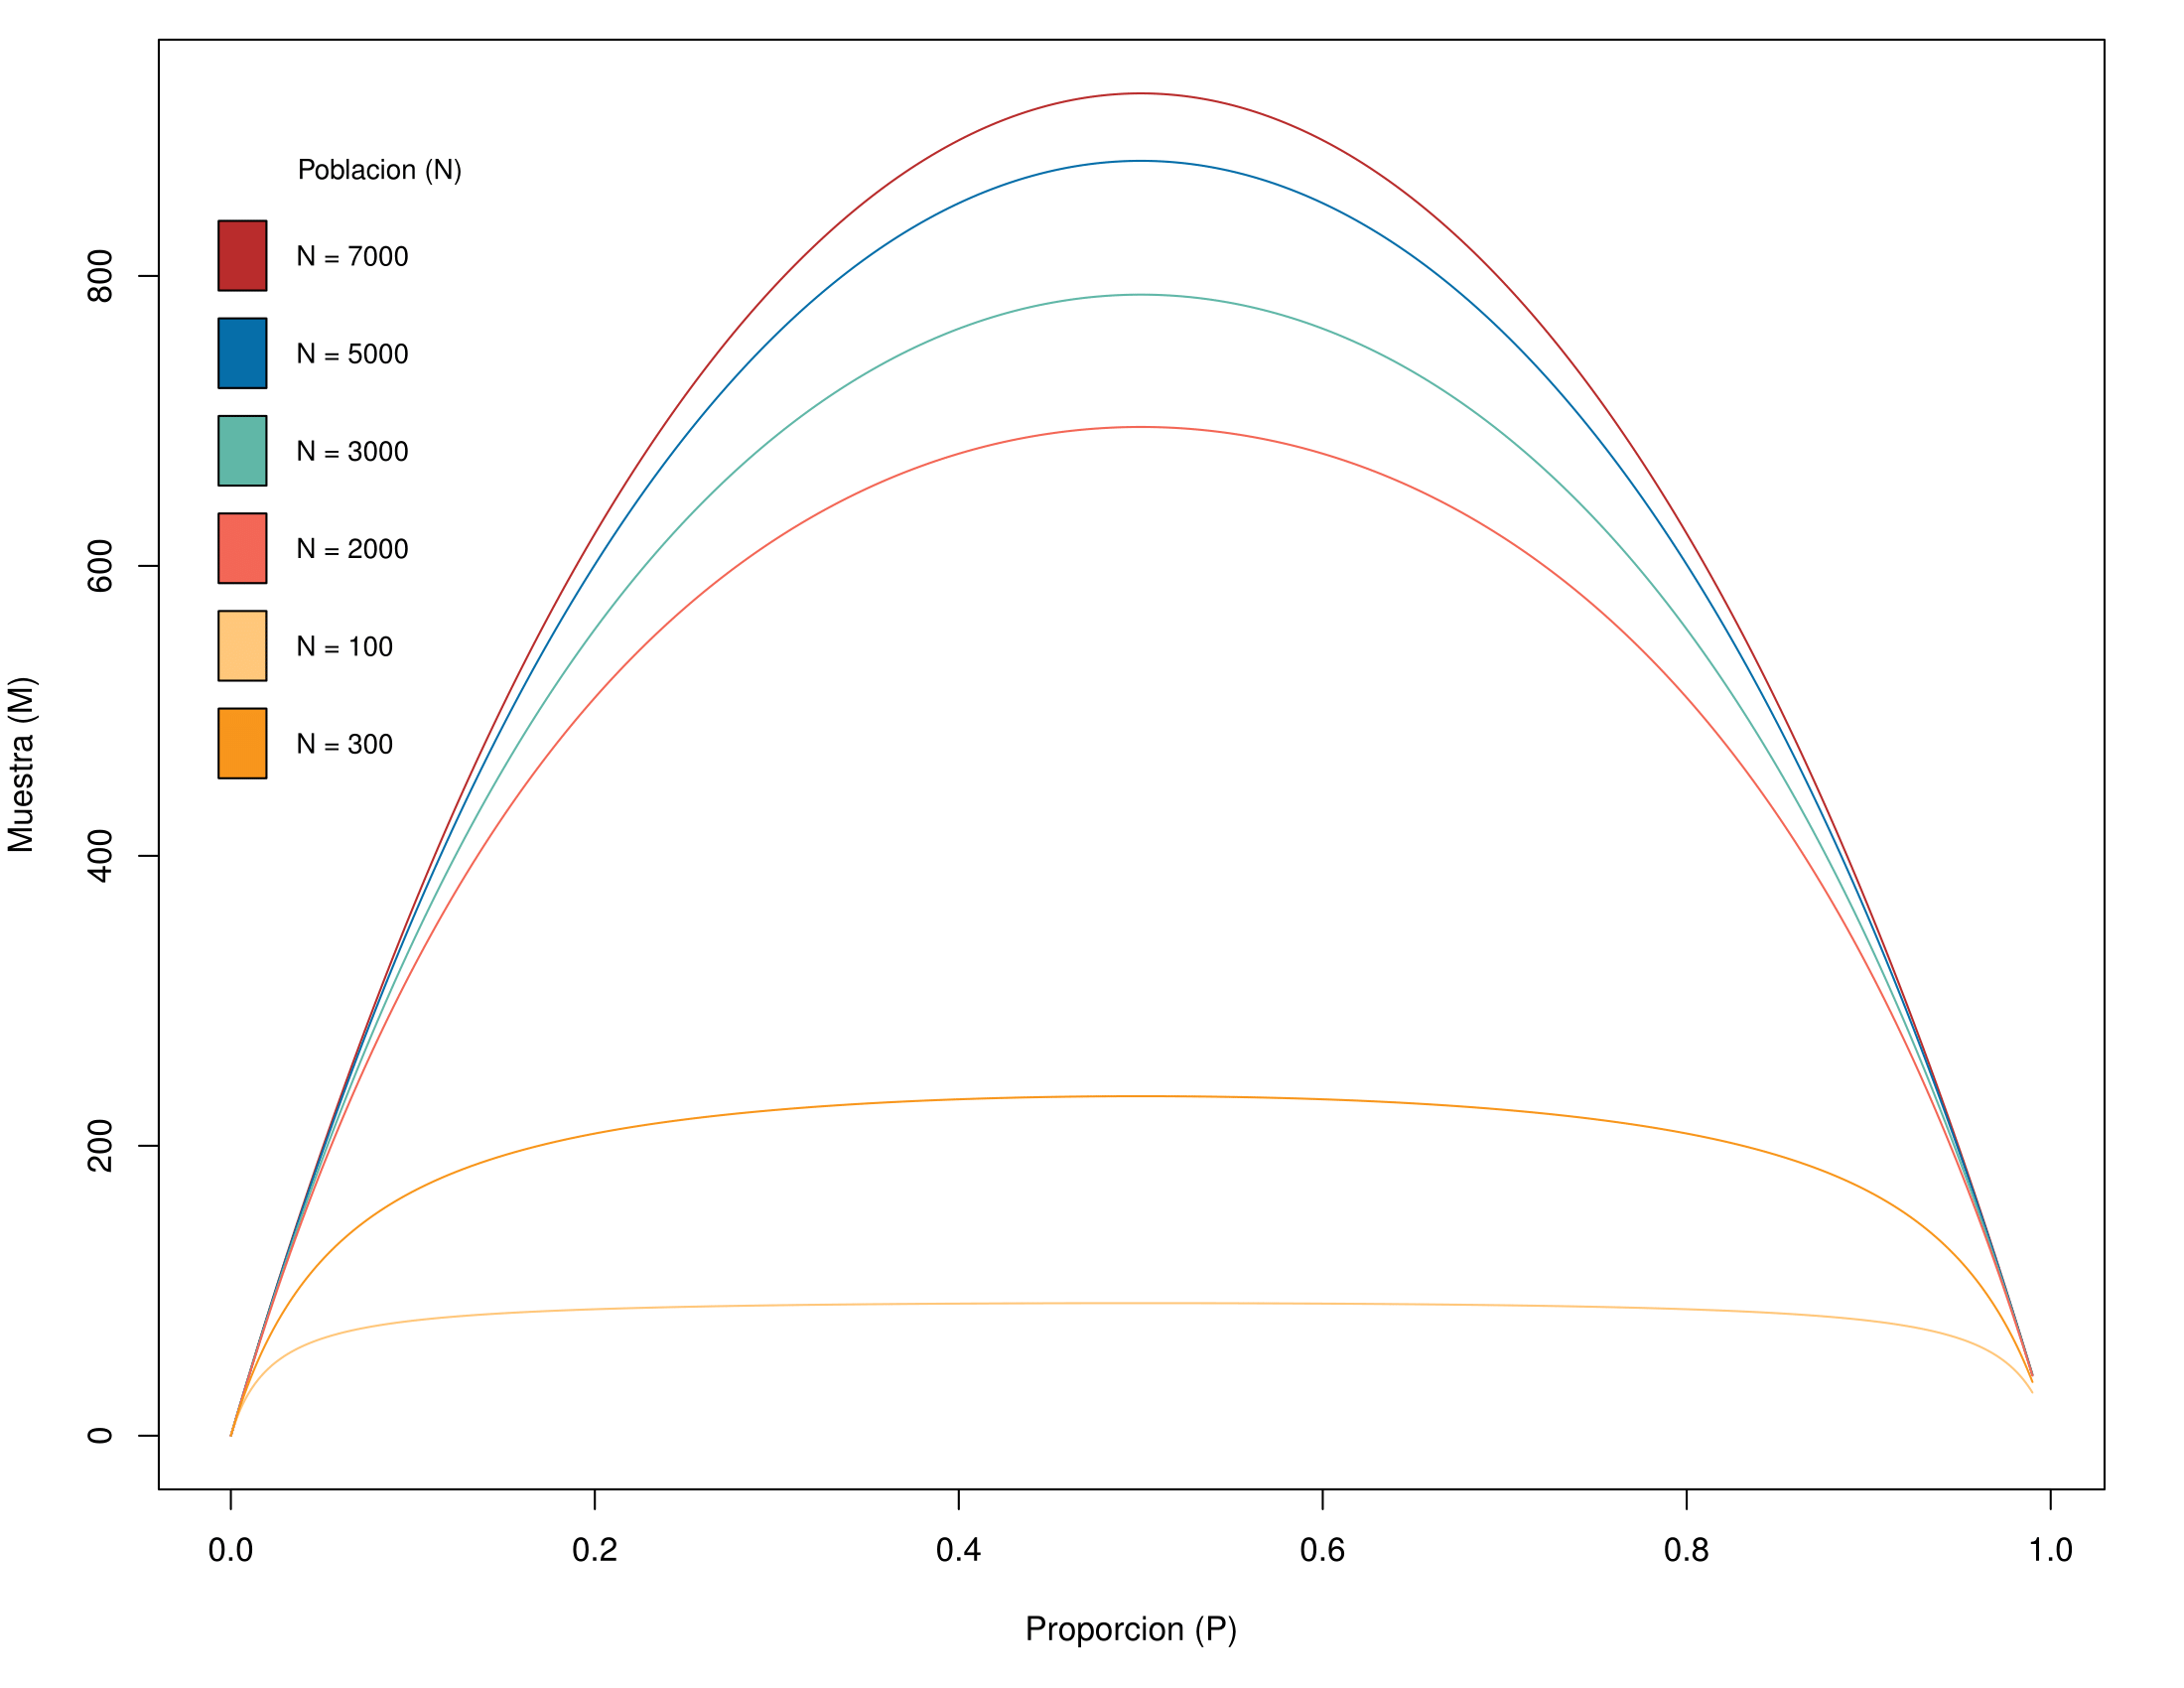 Poblacion (N)
N = 7000
N = 5000
N = 3000
N = 2000
N = 100
N = 300
Muestra (M)
800
600
400
200
0
0.0 0.2 0.4 0.6 0.8 1.0
Proporcion (P)